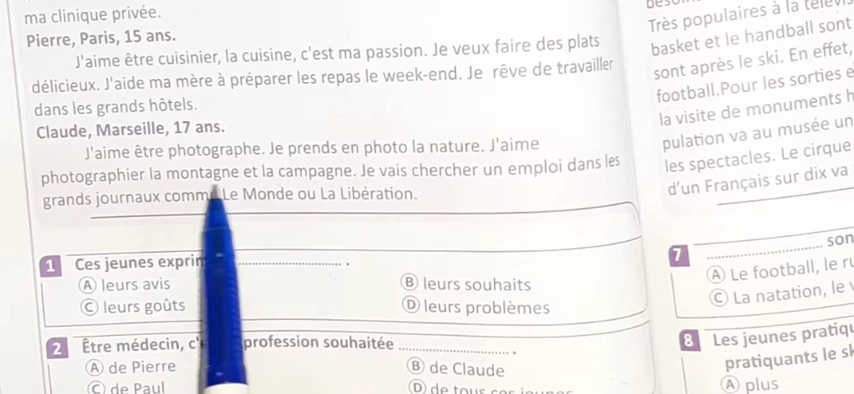 ma clinique privée.
Pierre, Paris, 15 ans.
J'aime être cuisinier, la cuisine, c'est ma passion. Je veux faire des plats
délicieux. J'aide ma mère à préparer les repas le week-end. Je rêve de travailler
dans les grands hôtels.
Claude, Marseille, 17 ans.
J'aime être photographe. Je prends en photo la nature. J'aime
photographier la montagne et la campagne. Je vais chercher un emploi dans les
grands journaux Le Monde ou La Libération.
1 Ces jeunes ............ .
A leurs avis
B leurs souhaits
C leurs goûts
D leurs problèmes
2 Être médecin, profession souhaitée ............ .
A de Pierre
B de Claude
C de Paul
D de
Très populaires à la
basket et le handball sont
sont après le ski. En effet,
football.Pour les sorties
la visite de monuments
pulation va au musée un
les spectacles. Le cirque
d'un Français sur dix va
7 ............ son
A Le football, le
C La natation, le
8 Les jeunes
pratiquants le
A plus